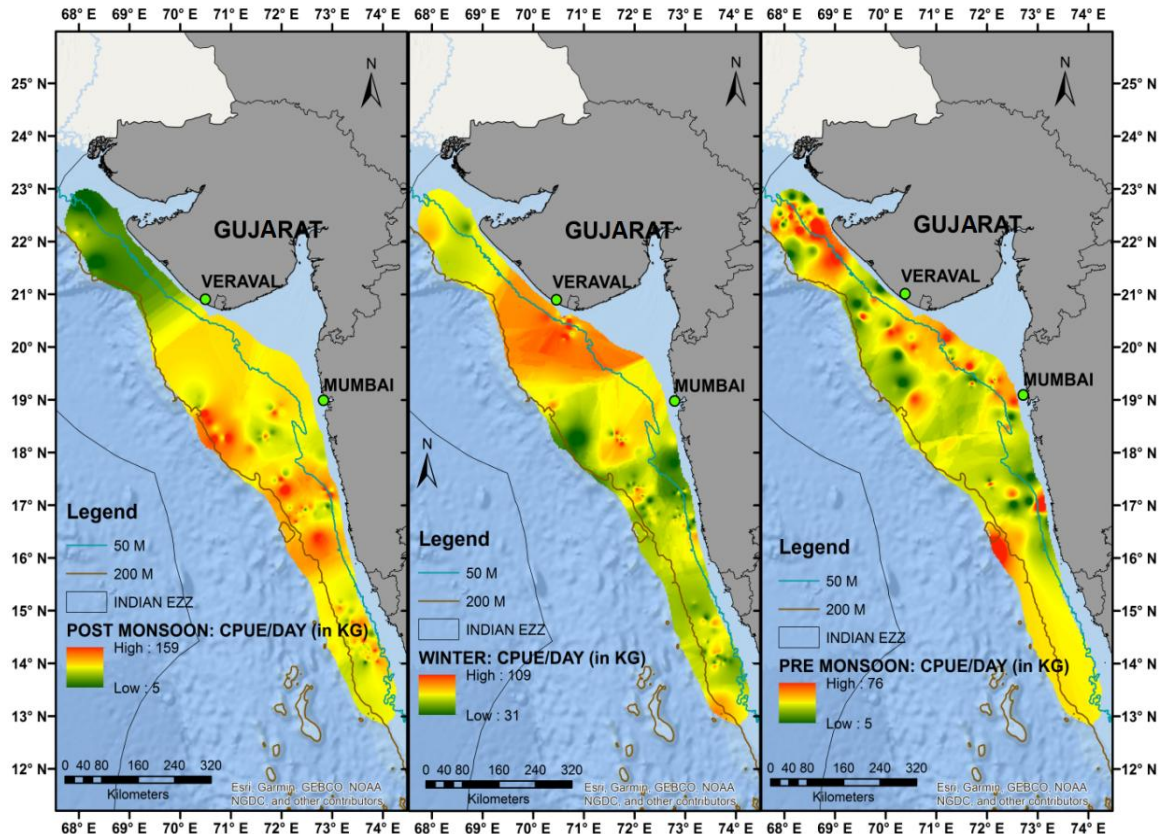 68° E 69° E 70° E 71° E 72° E 73° E 74° E 68° E 69° E 70° E 71° E 72° E 73° E 74° E 68° E 69° E 70° E 71° E 72° E 73° E 74° E
25° N
24° N
23° N
22° N
21° N
20° N
19° N
18° N
17° N
16° N
15° N
14° N
13° N
12° N
N
GUJARAT
VERAVAL
MUMBAI
Legend
50 M
200 M
INDIAN EZZ
POST MONSOON: CPUE/DAY (in KG)
High : 159
Low : 5
0 40 80 160 240 320
Kilometers
Esri, Garmin, GEBCO, NOAA
NGDC, and other contributors
N
GUJARAT
VERAVAL
MUMBAI
N
Legend
50 M
200 M
INDIAN EZZ
WINTER: CPUE/DAY (in KG)
High : 109
Low : 31
0 40 80 160 240 320
Kilometers
Esri, Garmin, GEBCO, NOAA
NGDC, and other contributors
N
GUJARAT
VERAVAL
MUMBAI
Legend
50 M
200 M
INDIAN EZZ
PRE MONSOON: CPUE/DAY (in KG)
High : 76
Low : 5
0 40 80 160 240 320
Kilometers
Esri, Garmin, GEBCO, NOAA
NGDC, and other contributors
25° N
24° N
23° N
22° N
21° N
20° N
19° N
18° N
17° N
16° N
15° N
14° N
13° N
12° N
68° E 69° E 70° E 71° E 72° E 73° E 74° E 68° E 69° E 70° E 71° E 72° E 73° E 74° E 68° E 69° E 70° E 71° E 72° E 73° E 74° E